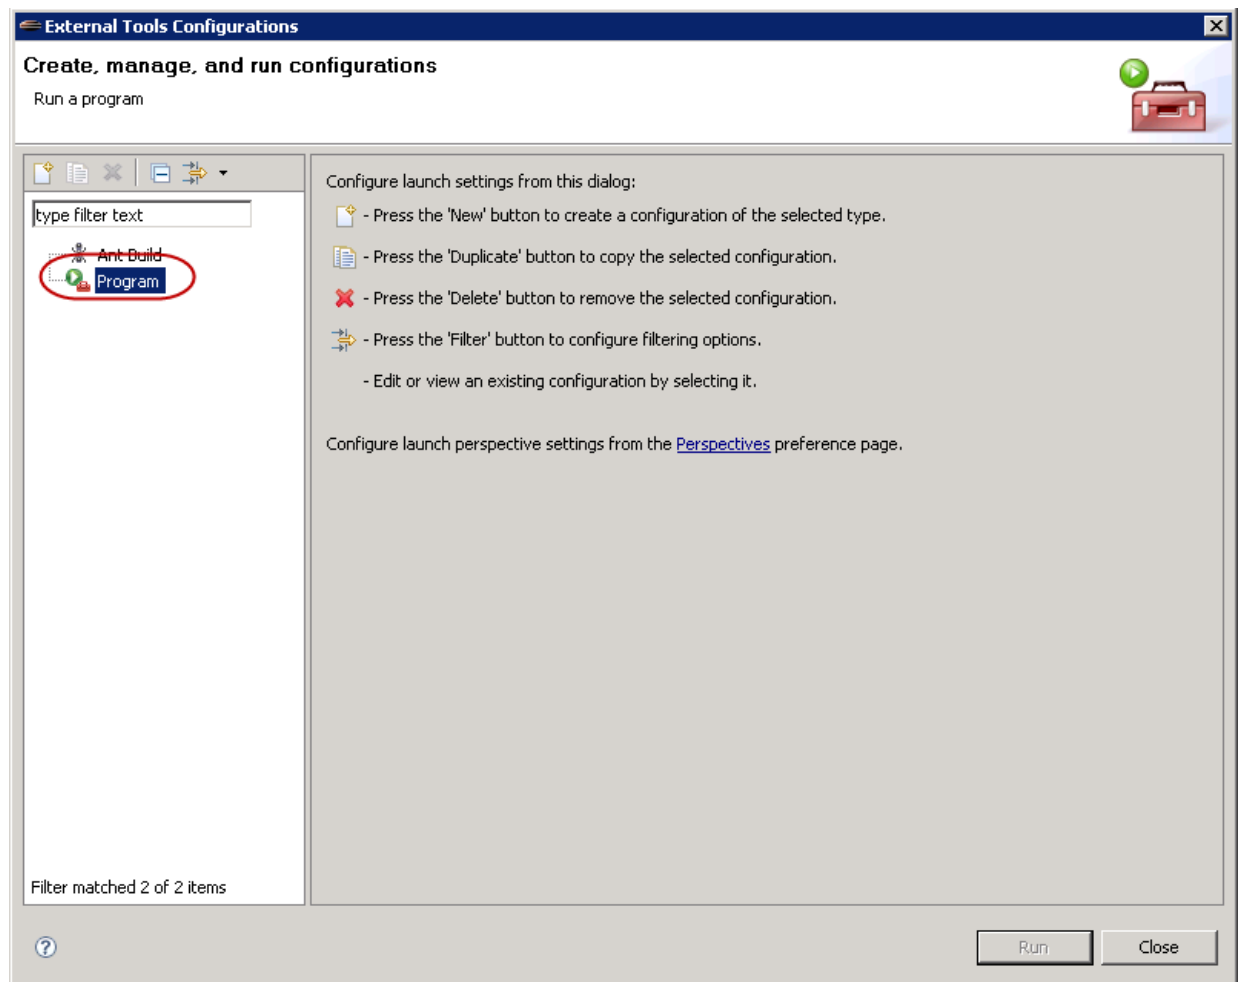 External Tools Configurations
Create, manage, and run configurations
Run a program
type filter text
Ant Build
Program
Filter matched 2 of 2 items
Configure launch settings from this dialog:
- Press the 'New' button to create a configuration of the selected type.
- Press the 'Duplicate' button to copy the selected configuration.
- Press the 'Delete' button to remove the selected configuration.
- Press the 'Filter' button to configure filtering options.
- Edit or view an existing configuration by selecting it.
Configure launch perspective settings from the Perspectives preference page.
Run
Close